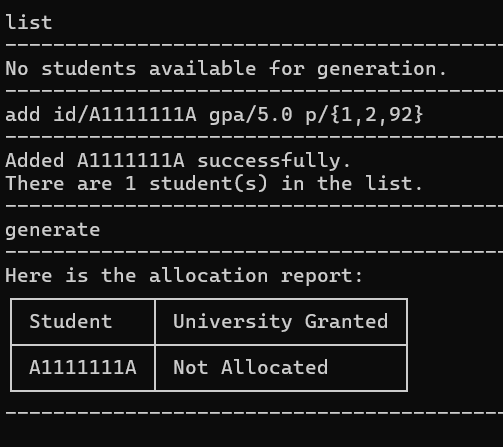 list
No students available for generation.
add id/A1111111A gpa/5.0 p/{1,2,92}
Added A1111111A successfully.
There are 1 student(s) in the list.
generate
Here is the allocation report:
Student University Granted
A1111111A Not Allocated